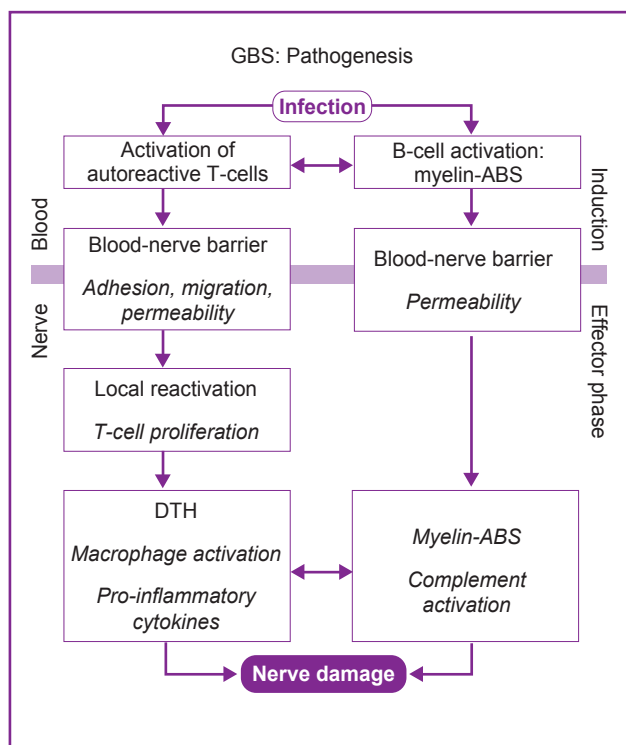 GBS: Pathogenesis
Infection
Activation of
autoreactive T-cells
B-cell activation:
myelin-ABS
Blood
Induction
Blood-nerve barrier
Adhesion, migration,
permeability
Blood-nerve barrier
Permeability
Nerve
Effector phase
Local reactivation
T-cell proliferation
DTH
Macrophage activation
Pro-inflammatory
cytokines
Myelin-ABS
Complement
activation
Nerve damage